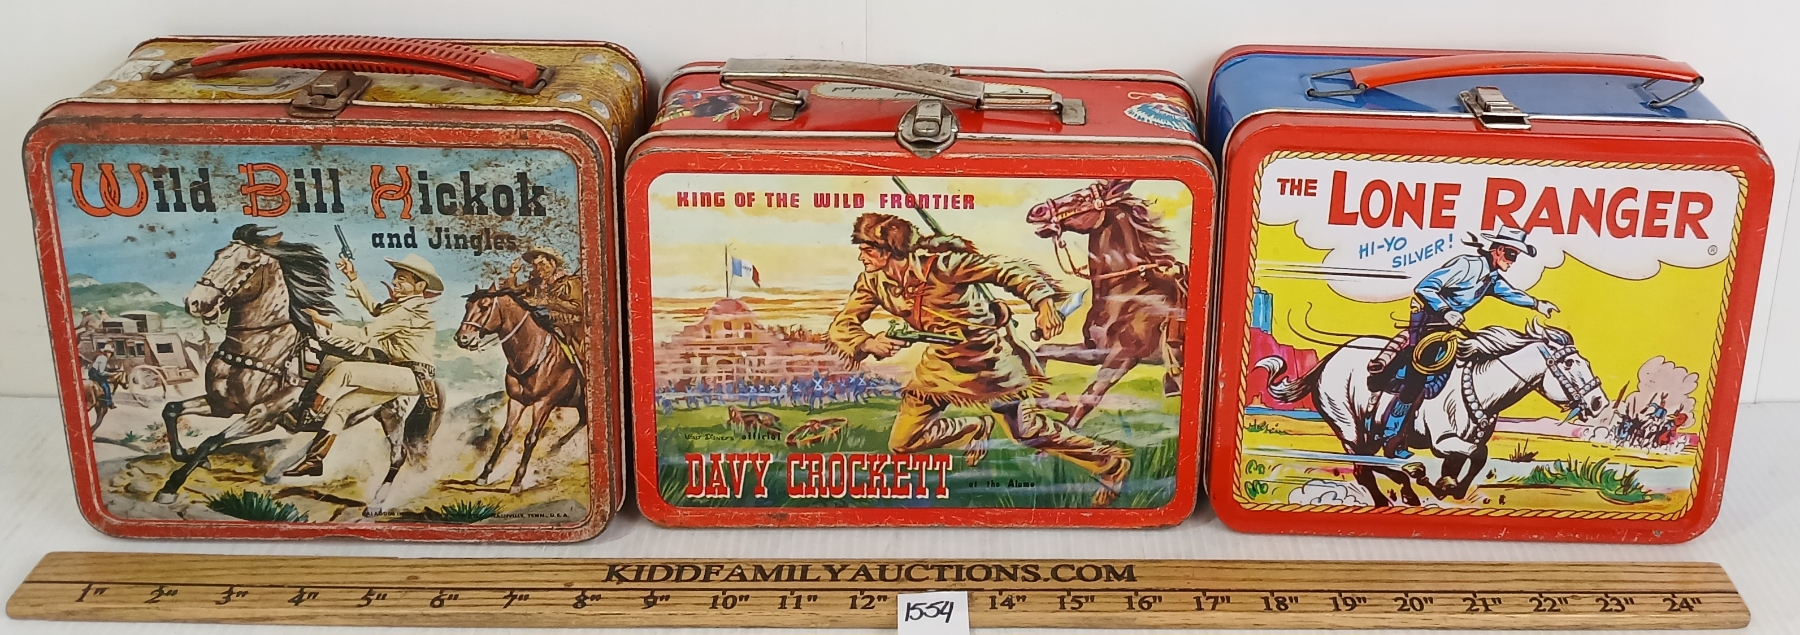 Wild Bill Hickok
and Jingles
KING OF THE WILD FRONTIER
WALT DISNEY'S official
DAVY CROCKETT
at the Alamo
THE LONE RANGER
®
HI-YO
SILVER!
KIDDFAMILYAUCTIONS.COM
1" 2" 3" 4" 5" 6" 7" 8" 9" 10" 11" 12" 14" 15" 16" 17" 18" 19" 20" 21" 22" 23" 24"
1554